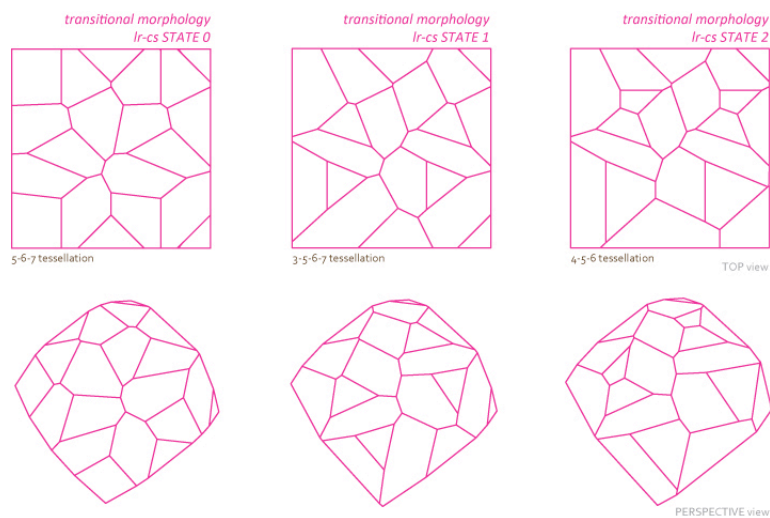 transitional morphology
lr-cs STATE 0
transitional morphology
lr-cs STATE 1
transitional morphology
lr-cs STATE 2
5-6-7 tessellation
3-5-6-7 tessellation
4-5-6 tessellation
TOP view
PERSPECTIVE view